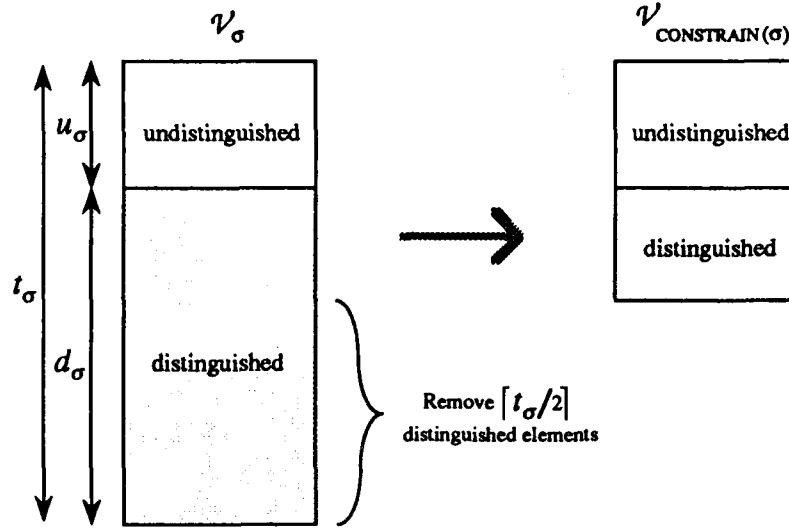 𝒱σ
𝒱CONSTRAIN(σ)
uσ
undistinguished
undistinguished
distinguished
tσ
dσ
distinguished
Remove ⌈tσ/2⌉
distinguished elements